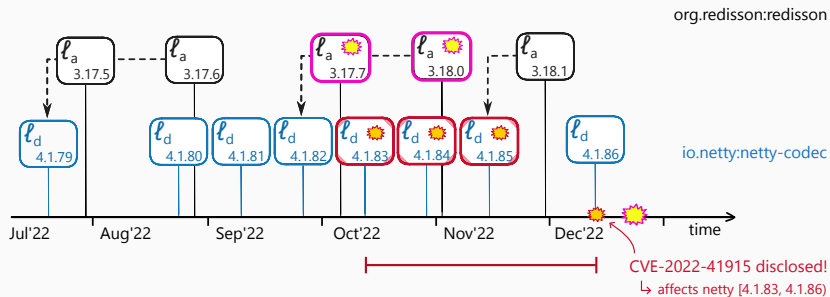 org.redisson:redisson
ℓa 3.17.5
ℓa 3.17.6
ℓa 3.17.7
ℓa 3.18.0
ℓa 3.18.1
ℓd 4.1.79
ℓd 4.1.80
ℓd 4.1.81
ℓd 4.1.82
ℓd 4.1.83
ℓd 4.1.84
ℓd 4.1.85
ℓd 4.1.86
io.netty:netty-codec
Jul'22 Aug'22 Sep'22 Oct'22 Nov'22 Dec'22 time
CVE-2022-41915 disclosed!
↳ affects netty [4.1.83, 4.1.86)